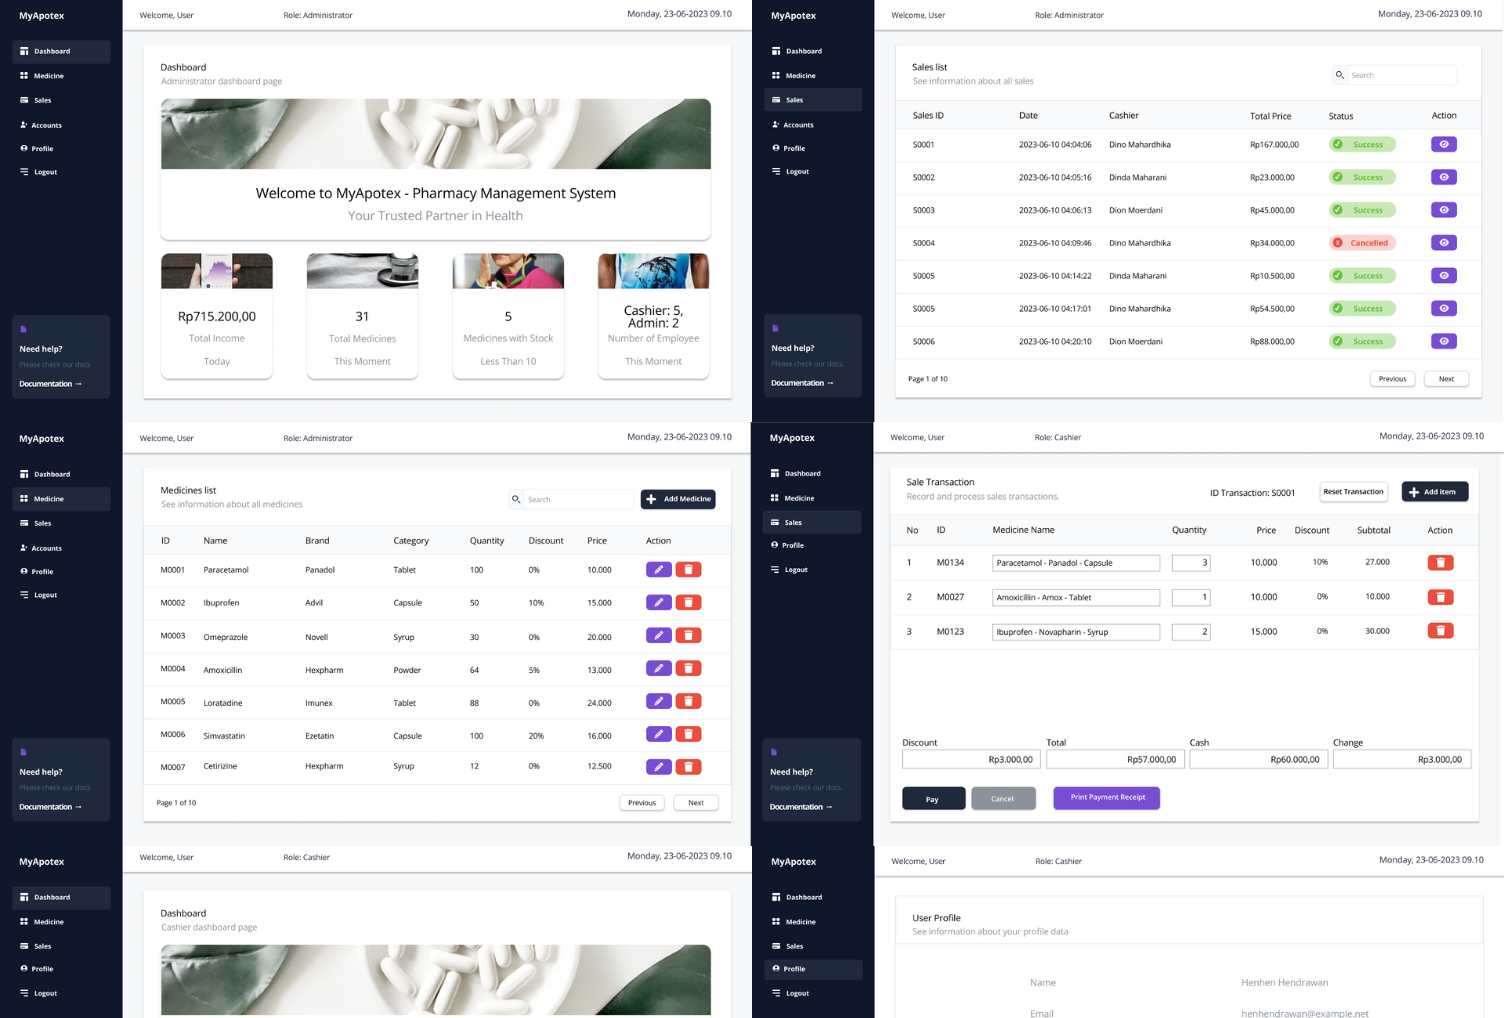 MyApotex
Dashboard
Medicine
Sales
Accounts
Profile
Logout
Need help?
Please check our docs.
Documentation →
Welcome, User Role: Administrator Monday, 23-06-2023 09.10
Dashboard
Administrator dashboard page
Welcome to MyApotex - Pharmacy Management System
Your Trusted Partner in Health
Rp715.200,00
Total Income
Today
31
Total Medicines
This Moment
5
Medicines with Stock
Less Than 10
Cashier: 5,
Admin: 2
Number of Employee
This Moment
MyApotex
Dashboard
Medicine
Sales
Accounts
Profile
Logout
Need help?
Please check our docs.
Documentation →
Welcome, User Role: Administrator Monday, 23-06-2023 09.10
Sales list
See information about all sales
Search
Sales ID Date Cashier Total Price Status Action
S0001 2023-06-10 04:04:06 Dino Mahardhika Rp167.000,00 Success
S0002 2023-06-10 04:05:16 Dinda Maharani Rp23.000,00 Success
S0003 2023-06-10 04:06:13 Dion Moerdani Rp45.000,00 Success
S0004 2023-06-10 04:09:46 Dino Mahardhika Rp34.000,00 Cancelled
S0005 2023-06-10 04:14:22 Dinda Maharani Rp10.500,00 Success
S0005 2023-06-10 04:17:01 Dino Mahardhika Rp54.500,00 Success
S0006 2023-06-10 04:20:10 Dion Moerdani Rp88.000,00 Success
Page 1 of 10 Previous Next
MyApotex
Dashboard
Medicine
Sales
Accounts
Profile
Logout
Need help?
Please check our docs.
Documentation →
Welcome, User Role: Administrator Monday, 23-06-2023 09.10
Medicines list
See information about all medicines
Search Add Medicine
ID Name Brand Category Quantity Discount Price Action
M0001 Paracetamol Panadol Tablet 100 0% 10.000
M0002 Ibuprofen Advil Capsule 50 10% 15.000
M0003 Omeprazole Novell Syrup 30 0% 20.000
M0004 Amoxicillin Hexpharm Powder 64 5% 13.000
M0005 Loratadine Imunex Tablet 88 0% 24.000
M0006 Simvastatin Ezetatin Capsule 100 20% 16.000
M0007 Cetirizine Hexpharm Syrup 12 0% 12.500
Page 1 of 10 Previous Next
MyApotex
Dashboard
Medicine
Sales
Profile
Logout
Need help?
Please check our docs.
Documentation →
Welcome, User Role: Cashier Monday, 23-06-2023 09.10
Sale Transaction
Record and process sales transactions.
ID Transaction: S0001 Reset Transaction Add Item
No ID Medicine Name Quantity Price Discount Subtotal Action
1 M0134 Paracetamol - Panadol - Capsule 3 10.000 10% 27.000
2 M0027 Amoxicillin - Amox - Tablet 1 10.000 0% 10.000
3 M0123 Ibuprofen - Novapharin - Syrup 2 15.000 0% 30.000
Discount Total Cash Change
Rp3.000,00 Rp57.000,00 Rp60.000,00 Rp3.000,00
Pay Cancel Print Payment Receipt
MyApotex
Dashboard
Medicine
Sales
Profile
Logout
Welcome, User Role: Cashier Monday, 23-06-2023 09.10
Dashboard
Cashier dashboard page
MyApotex
Dashboard
Medicine
Sales
Profile
Logout
Welcome, User Role: Cashier Monday, 23-06-2023 09.10
User Profile
See information about your profile data
Name Henhen Hendrawan
Email henhendrawan@example.net